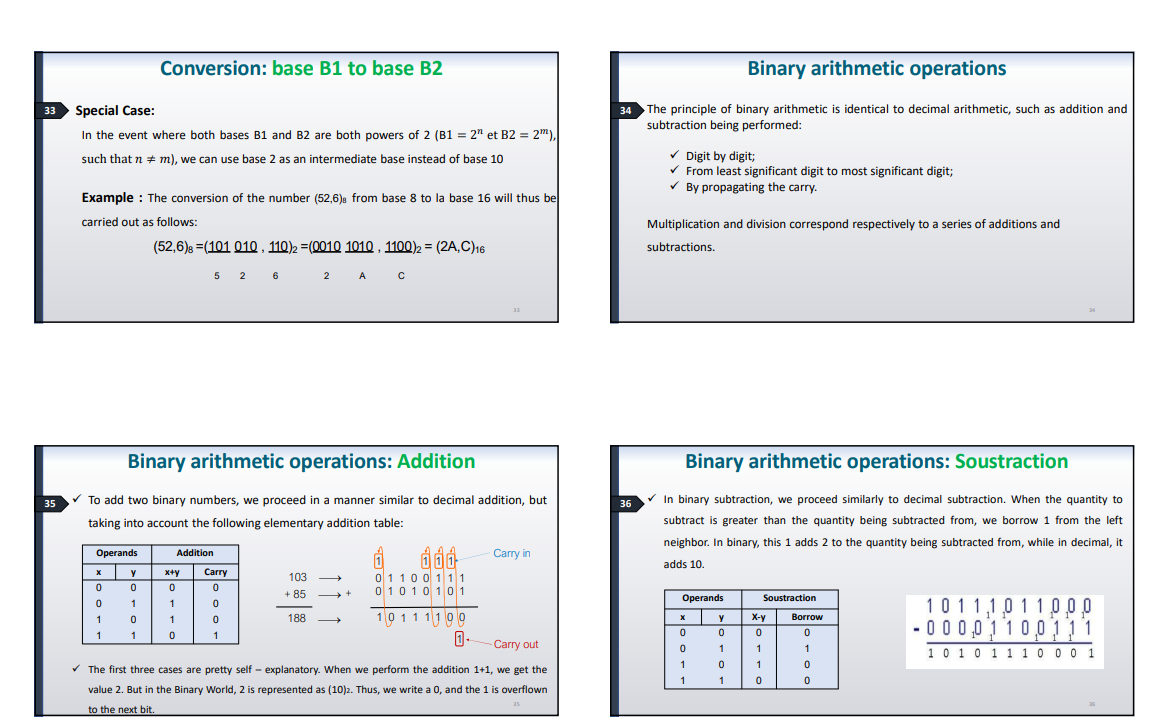 Conversion: base B1 to base B2
33
Special Case:
In the event where both bases B1 and B2 are both powers of 2 (B1 = 2ⁿ et B2 = 2ᵐ),
such that n ≠ m), we can use base 2 as an intermediate base instead of base 10
Example : The conversion of the number (52,6)₈ from base 8 to la base 16 will thus be
carried out as follows:
(52,6)₈ =(101 010 , 110)₂ =(0010 1010 , 1100)₂ = (2A,C)₁₆
5 2 6 2 A C
33
Binary arithmetic operations
34
The principle of binary arithmetic is identical to decimal arithmetic, such as addition and
subtraction being performed:
✓ Digit by digit;
✓ From least significant digit to most significant digit;
✓ By propagating the carry.
Multiplication and division correspond respectively to a series of additions and
subtractions.
34
Binary arithmetic operations: Addition
35
✓ To add two binary numbers, we proceed in a manner similar to decimal addition, but
taking into account the following elementary addition table:
Operands Addition
x y x+y Carry
0 0 0 0
0 1 1 0
1 0 1 0
1 1 0 1
1 1 1 1 Carry in
103 → 0 1 1 0 0 1 1 1
+ 85 → + 0 1 0 1 0 1 0 1
188 → 1 0 1 1 1 1 0 0
1 Carry out
✓ The first three cases are pretty self – explanatory. When we perform the addition 1+1, we get the
value 2. But in the Binary World, 2 is represented as (10)₂. Thus, we write a 0, and the 1 is overflown
to the next bit.
35
Binary arithmetic operations: Soustraction
36
✓ In binary subtraction, we proceed similarly to decimal subtraction. When the quantity to
subtract is greater than the quantity being subtracted from, we borrow 1 from the left
neighbor. In binary, this 1 adds 2 to the quantity being subtracted from, while in decimal, it
adds 10.
Operands Soustraction
x y X-y Borrow
0 0 0 0
0 1 1 1
1 0 1 0
1 1 0 0
1 0 1 1 1 0 1 1 0 0 0
- 0 0 0 0 1 1 0 0 1 1 1
1 0 1 0 1 1 1 0 0 0 1
36